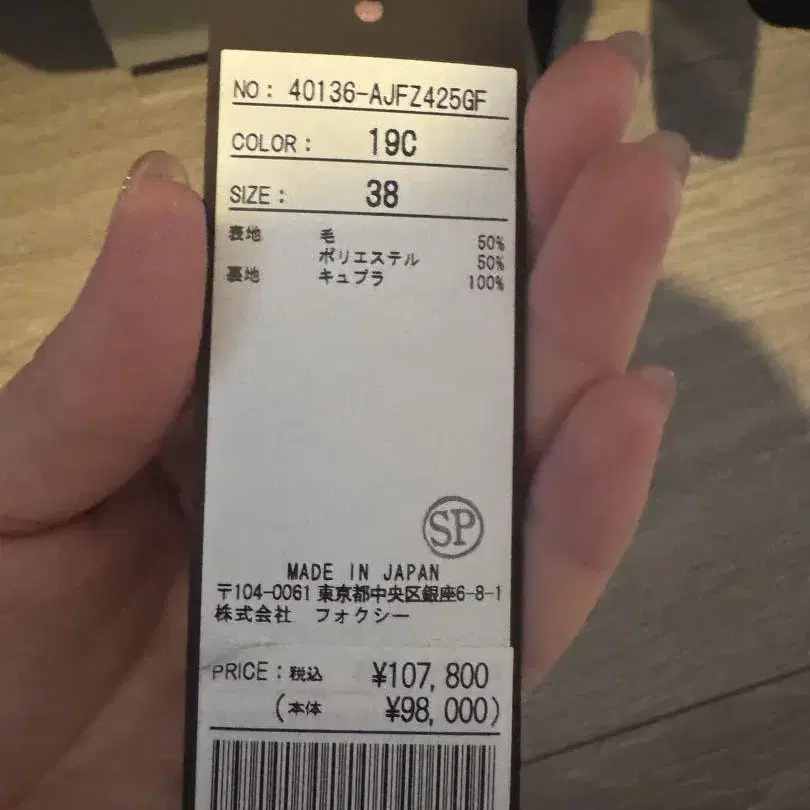 NO: 40136-AJFZ425GF
COLOR: 19C
SIZE: 38
表地 毛 50%
ポリエステル 50%
裏地 キュプラ 100%
SP
MADE IN JAPAN
〒104-0061 東京都中央区銀座6-8-1
株式会社 フォクシー
PRICE:税込 ¥107,800
(本体 ¥98,000)